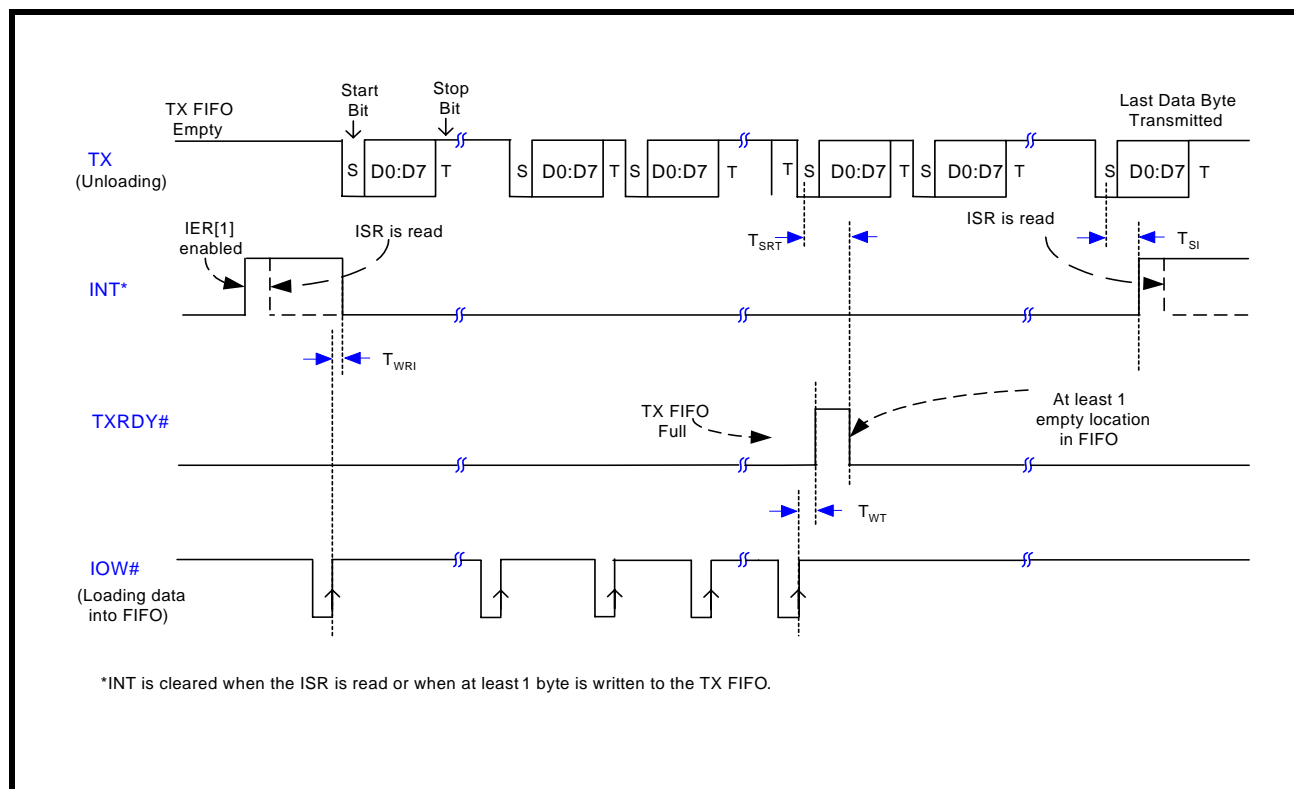 TX FIFO
Empty
Start
Bit
Stop
Bit
Last Data Byte
Transmitted
TX
(Unloading)
S D0:D7 T S D0:D7 T S D0:D7 T T S D0:D7 T S D0:D7 T S D0:D7 T
IER[1]
enabled
ISR is read
TSRT
ISR is read
TSI
INT*
TWRI
TXRDY#
TX FIFO
Full
At least 1
empty location
in FIFO
TWT
IOW#
(Loading data
into FIFO)
*INT is cleared when the ISR is read or when at least 1 byte is written to the TX FIFO.